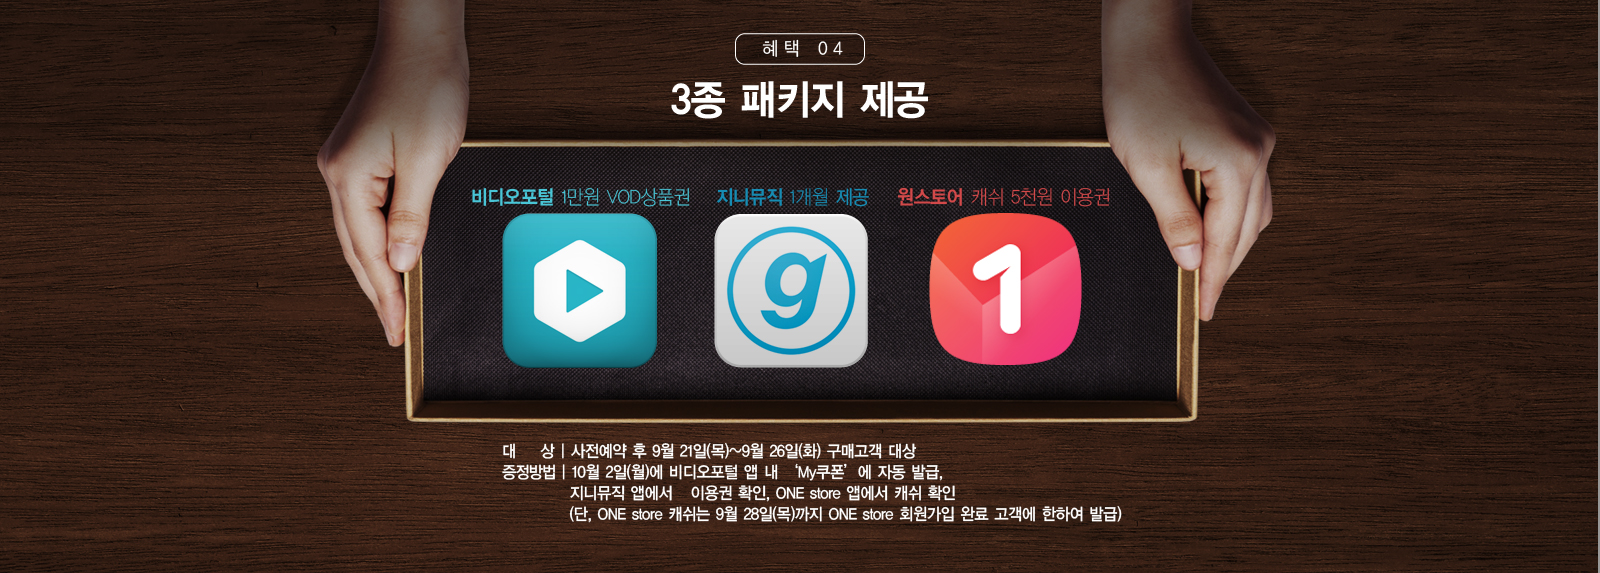 혜택 04
3종 패키지 제공
비디오포털 1만원 VOD상품권
지니뮤직 1개월 제공
원스토어 캐쉬 5천원 이용권
g
1
대 상 | 사전예약 후 9월 21일(목)~9월 26일(화) 구매고객 대상
증정방법 | 10월 2일(월)에 비디오포털 앱 내 ‘My쿠폰’에 자동 발급,
지니뮤직 앱에서 이용권 확인, ONE store 앱에서 캐쉬 확인
(단, ONE store 캐쉬는 9월 28일(목)까지 ONE store 회원가입 완료 고객에 한하여 발급)